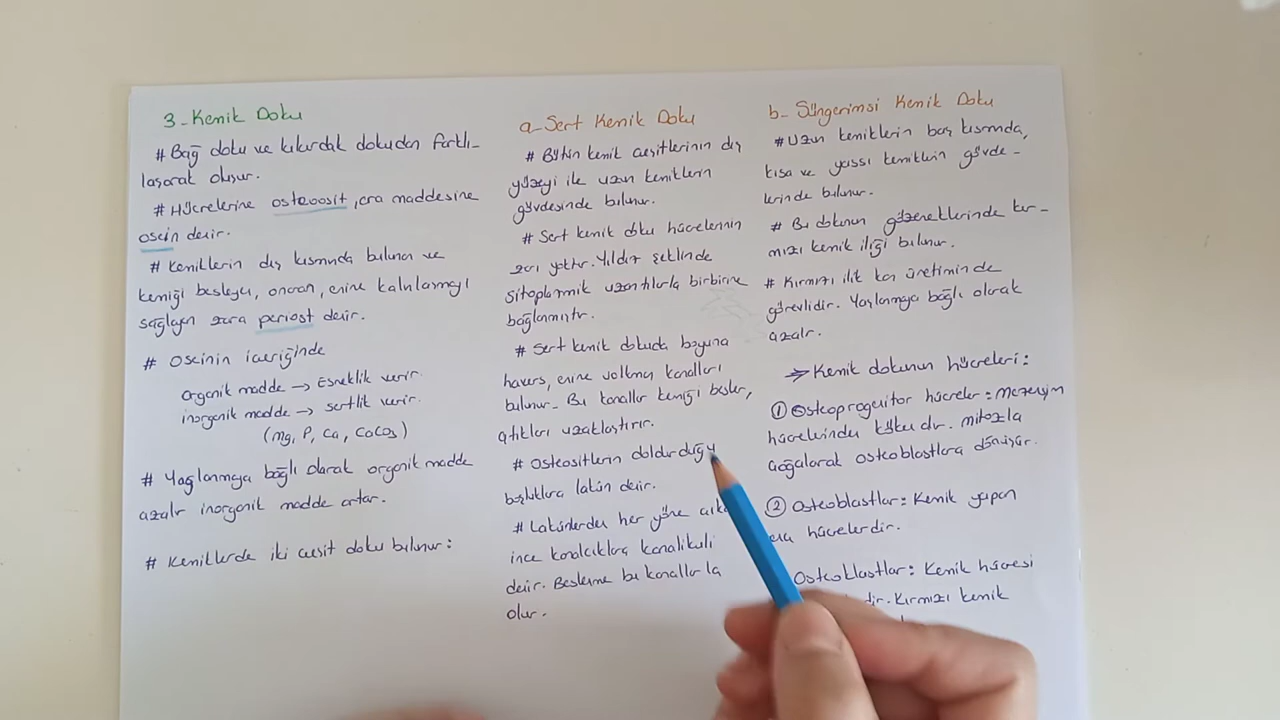 3-Kemik Doku
# Bağ doku ve kıkırdak dokudan farklı-
laşarak oluşur.
# Hücrelerine osteosit, ara maddesine
osein denir.
# Kemiklerin dış kısmında bulunan ve
kemiği besleyen, onaran, enine kalınlaşmayı
sağlayan zara periost denir.
# Oseinin içeriğinde
organik madde → Esneklik verir.
inorganik madde → sertlik verir.
(Mg, P, Ca, CaCO3)
# Yaşlanmaya bağlı olarak organik madde
azalır inorganik madde artar.
# Kemiklerde iki çeşit doku bulunur:
a-Sert Kemik Doku
# Bütün kemik çeşitlerinin dış
yüzeyi ile uzun kemiklerin
gövdesinde bulunur.
# Sert kemik doku hücrelerinin
zarı yoktur. Yıldız şeklinde
sitoplazmik uzantılarla birbirine
bağlanmıştır.
# Sert kemik dokuda boyuna
havers, enine volkman kanalları
bulunur. Bu kanallar kemiği besler,
atıkları uzaklaştırır.
# Osteositlerin doldurduğu
boşluklara lakün denir.
# Lakünlerden her yöne
ince kanalcıklara kanalikuli
denir. Beslenme bu kanallarla
olur.
b- Süngerimsi Kemik Doku
# Uzun kemiklerin baş kısmında,
kısa ve yassı kemiklerin gövde-
lerinde bulunur.
# Bu dokunun gözeneklerinde kır-
mızı kemik iliği bulunur.
# Kırmızı ilik kan üretiminde
görevlidir. Yaşlanmaya bağlı olarak
azalır.
→ Kemik dokunun hücreleri:
① Osteoprogenitor hücreler: Mezenşim
hücrelerinden köken alır. mitozla
çoğalarak osteoblastlara dönüşür.
② Osteoblastlar: Kemik yapan
hücrelerdir.
Osteoklastlar: Kemik hücresi
Kırmızı kemik